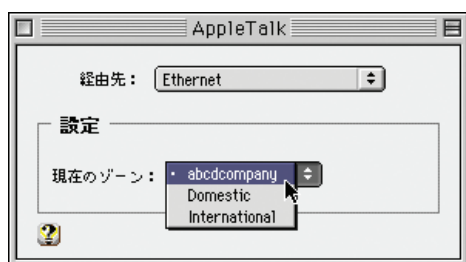 AppleTalk
経由先： Ethernet
設定
現在のゾーン： • abcdcompany
Domestic
International